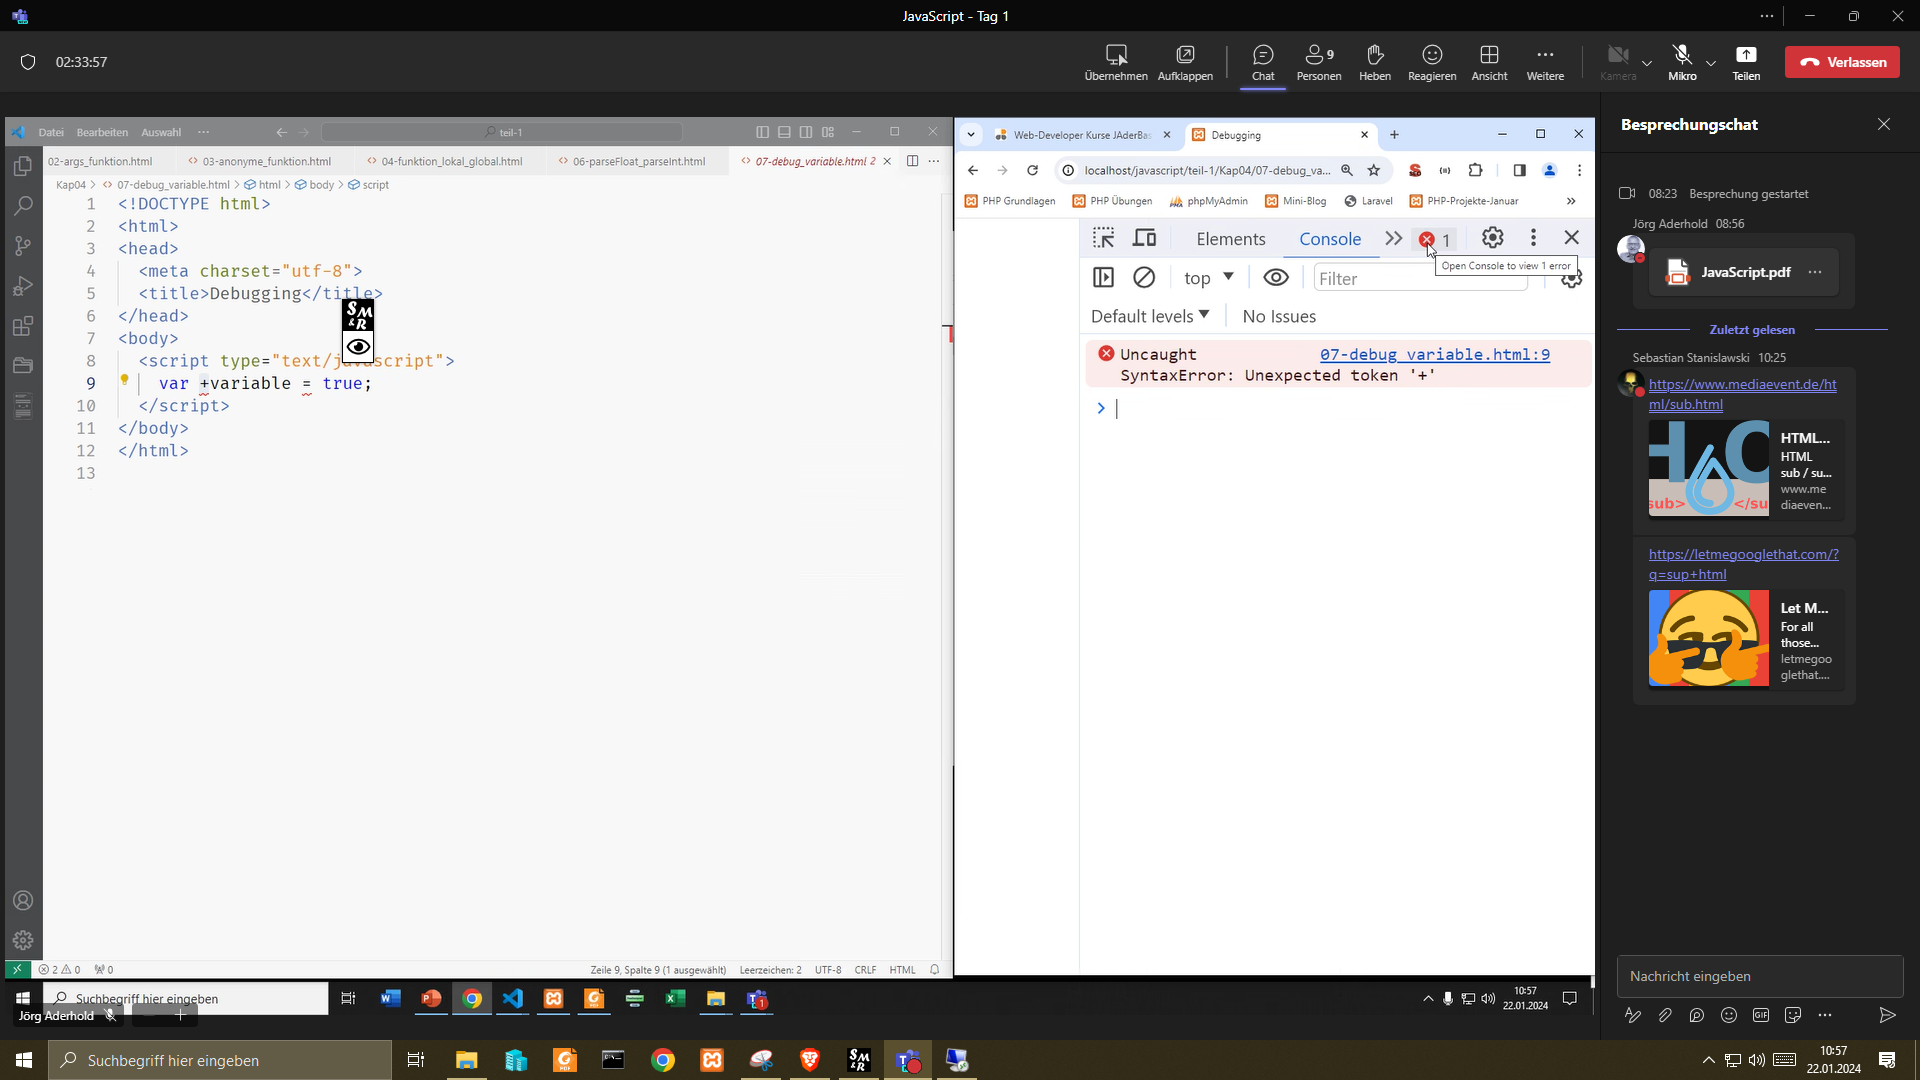 JavaScript - Tag 1
02:33:57
Übernehmen
Aufklappen
Chat
9
Personen
Heben
Reagieren
Ansicht
Weitere
Kamera
Mikro
Teilen
Verlassen
Datei Bearbeiten Auswahl ···
teil-1
02-args_funktion.html
03-anonyme_funktion.html
04-funktion_lokal_global.html
06-parseFloat_parseInt.html
07-debug_variable.html 2
Kap04 > 07-debug_variable.html > html > body > script
1 <!DOCTYPE html>
2 <html>
3 <head>
4 <meta charset="utf-8">
5 <title>Debugging</title>
6 </head>
7 <body>
8 <script type="text/javascript">
9 var +variable = true;
10 </script>
11 </body>
12 </html>
13
SM&R
2 0 0
Zeile 9, Spalte 9 (1 ausgewählt)
Leerzeichen: 2
UTF-8
CRLF
HTML
Web-Developer Kurse JAderBas
Debugging
localhost/javascript/teil-1/Kap04/07-debug_va...
PHP Grundlagen
PHP Übungen
phpMyAdmin
Mini-Blog
Laravel
PHP-Projekte-Januar
»
Elements
Console
1
Open Console to view 1 error
top
Filter
Default levels
No Issues
Uncaught 07-debug_variable.html:9
SyntaxError: Unexpected token '+'
>
Suchbegriff hier eingeben
10:57
22.01.2024
Jörg Aderhold
Besprechungschat
08:23 Besprechung gestartet
Jörg Aderhold 08:56
JavaScript.pdf
Zuletzt gelesen
Sebastian Stanislawski 10:25
https://www.mediaevent.de/ht
ml/sub.html
sub> </su
HTML...
HTML
sub / su...
www.me
diaeven...
https://letmegooglethat.com/?
q=sup+html
Let M...
For all
those...
letmegoo
glethat....
Nachricht eingeben
GIF
Suchbegriff hier eingeben
SM&R
10:57
22.01.2024